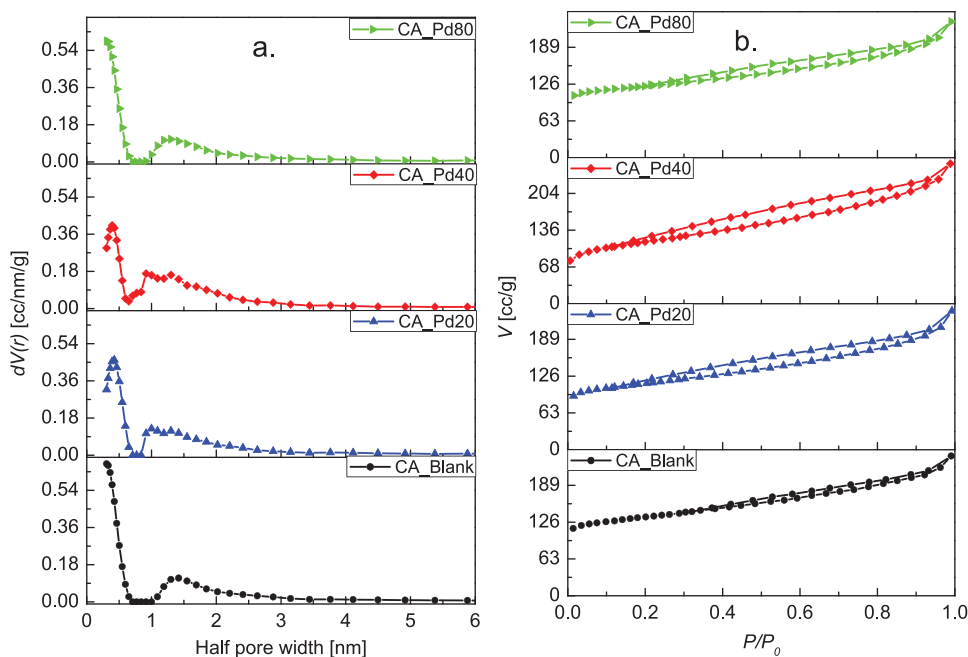 a.
CA_Pd80
0.54
0.36
0.18
0.00
CA_Pd40
0.54
0.36
0.18
0.00
CA_Pd20
0.54
0.36
0.18
0.00
CA_Blank
0.54
0.36
0.18
0.00
0 1 2 3 4 5 6
Half pore width [nm]
dV(r) [cc/nm/g]
b.
CA_Pd80
189
126
63
0
CA_Pd40
204
136
68
0
CA_Pd20
189
126
63
0
CA_Blank
189
126
63
0
0.0 0.2 0.4 0.6 0.8 1.0
P/P0
V [cc/g]